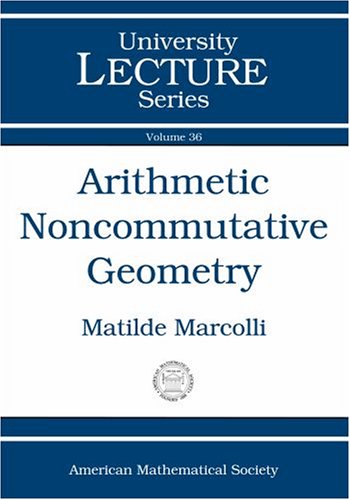 University
LECTURE
Series
Volume 36
Arithmetic
Noncommutative
Geometry
Matilde Marcolli
American Mathematical Society